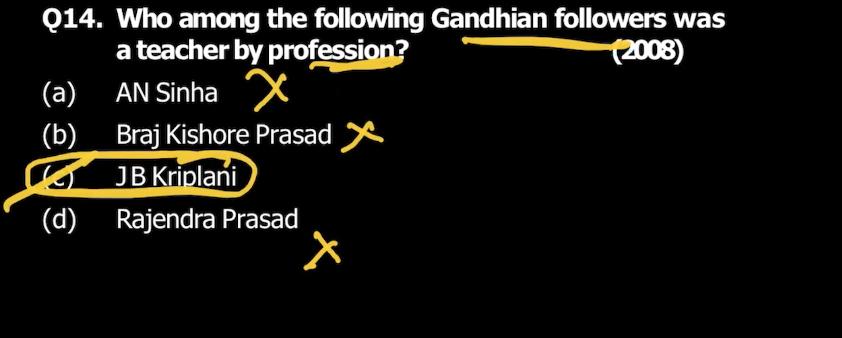 Q14. Who among the following Gandhian followers was
a teacher by profession? (2008)
(a) AN Sinha
(b) Braj Kishore Prasad
(c) JB Kriplani
(d) Rajendra Prasad